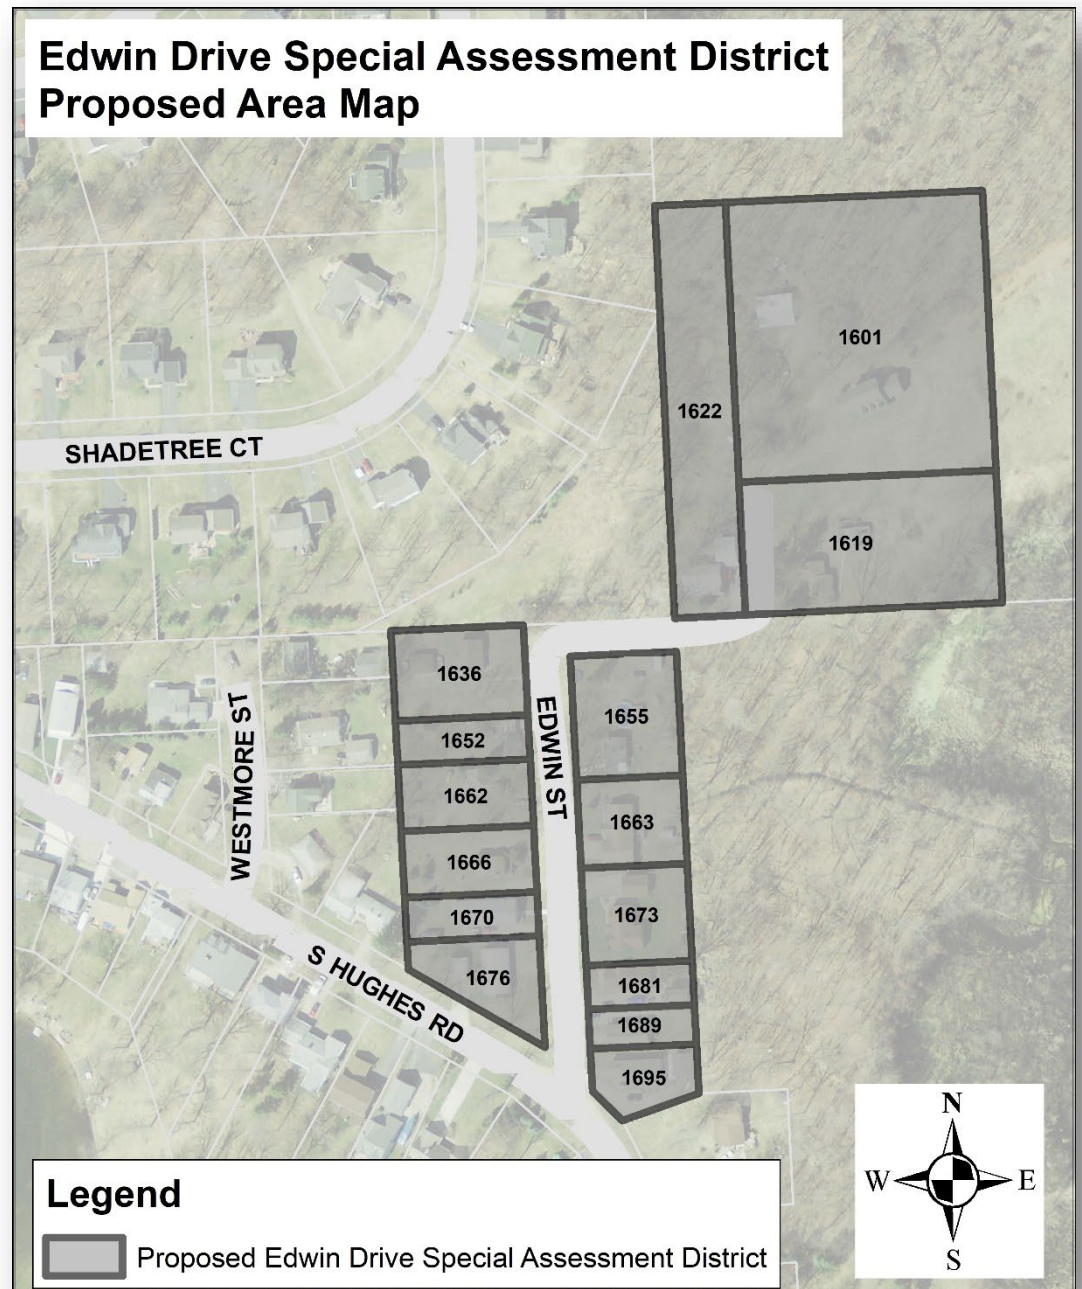 Edwin Drive Special Assessment District
Proposed Area Map
1601
1622
SHADETREE CT
1619
1636
1655
EDWIN ST
WESTMORE ST
1652
1662
1663
1666
1670
1673
S HUGHES RD
1676
1681
1689
1695
N
W E
S
Legend
Proposed Edwin Drive Special Assessment District